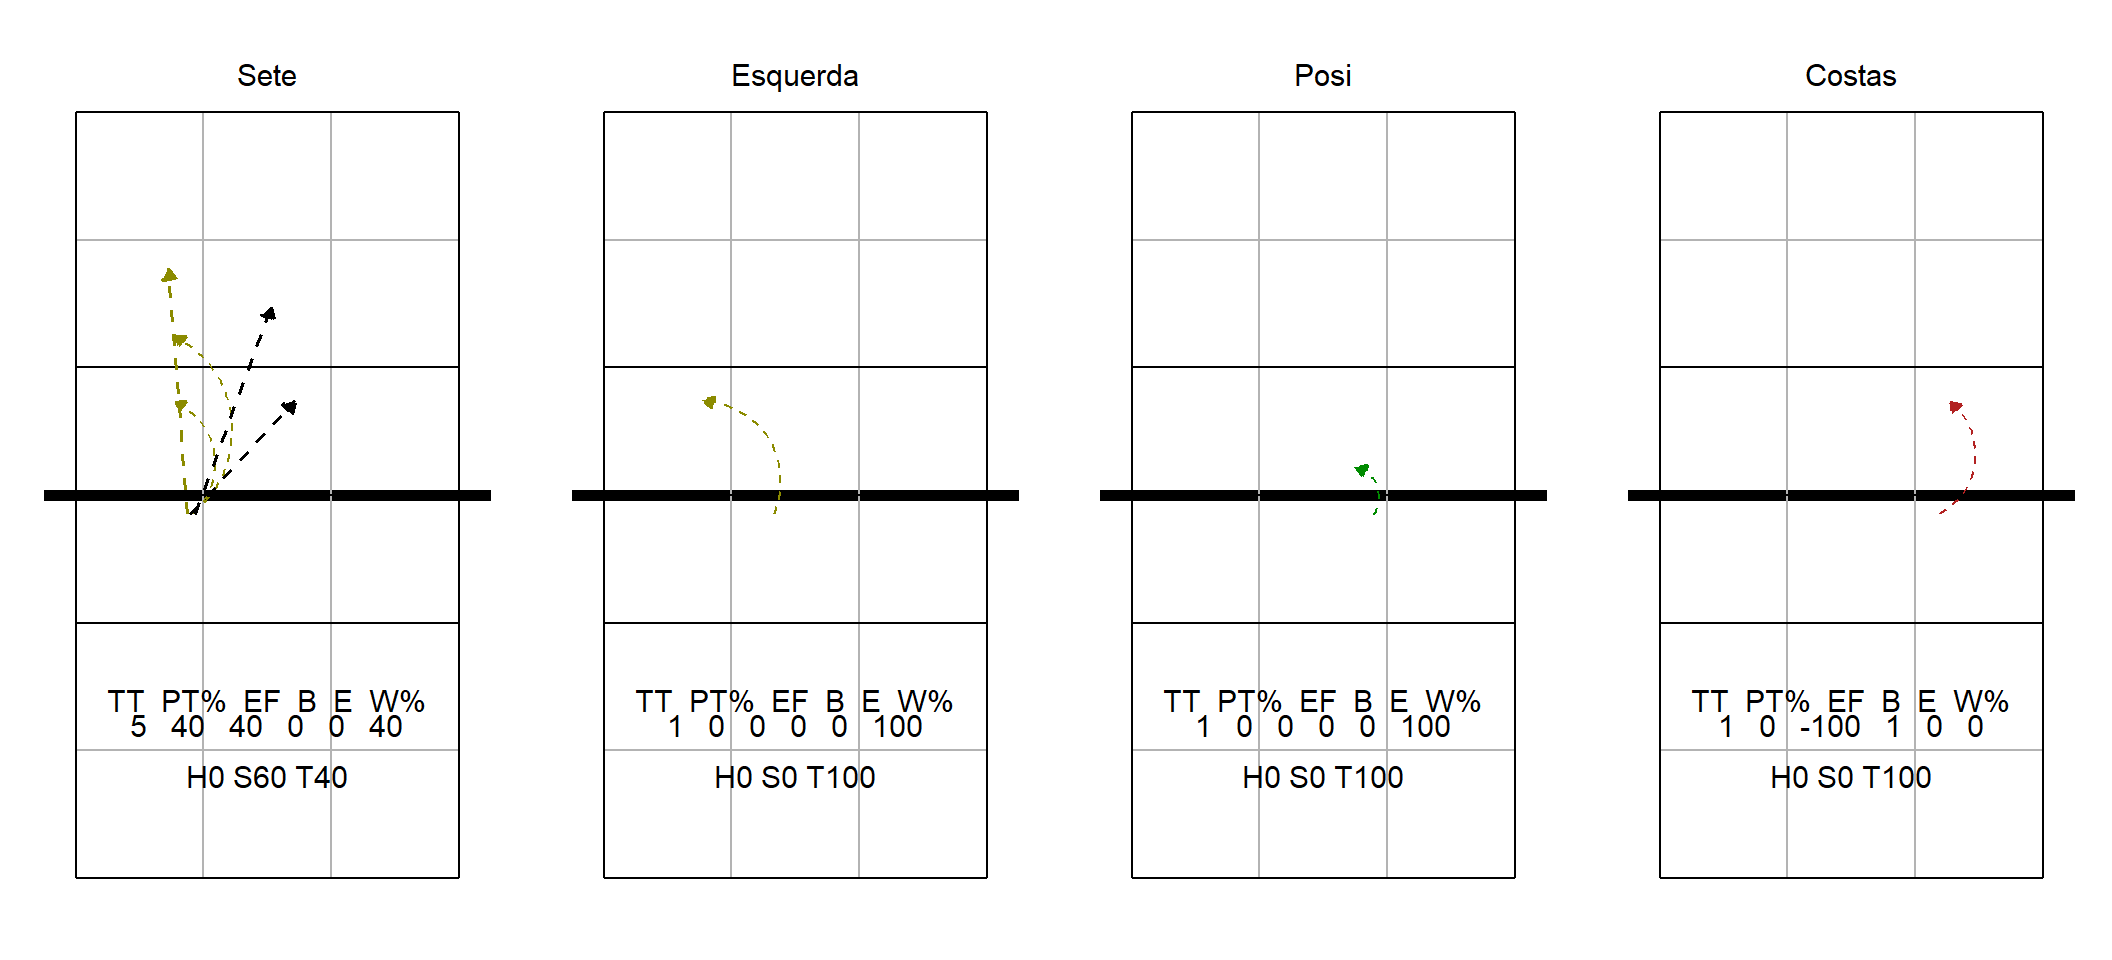 Sete
TT PT% EF B E W%
5 40 40 0 0 40
H0 S60 T40
Esquerda
TT PT% EF B E W%
1 0 0 0 0 100
H0 S0 T100
Posi
TT PT% EF B E W%
1 0 0 0 0 100
H0 S0 T100
Costas
TT PT% EF B E W%
1 0 -100 1 0 0
H0 S0 T100